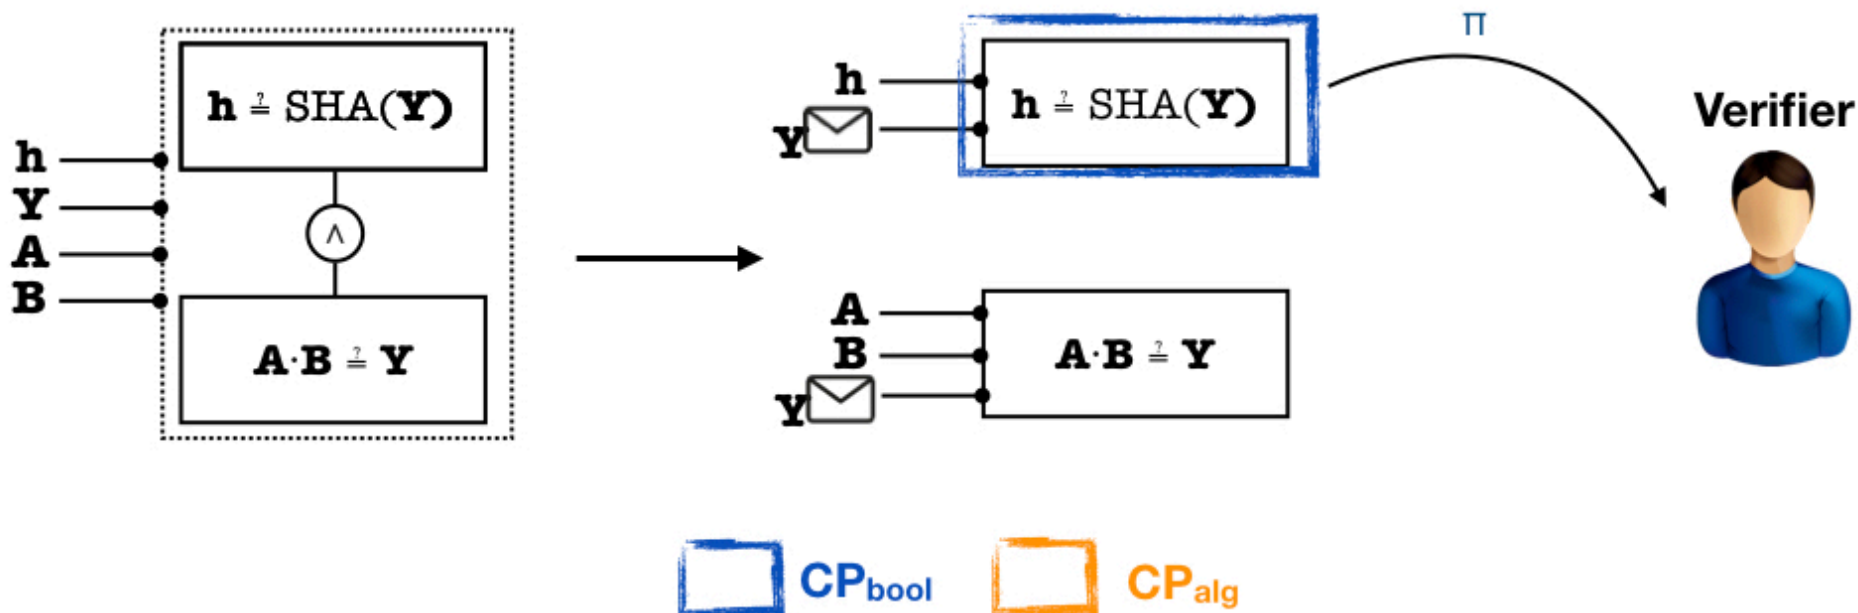 h ≟ SHA(Y)
h
Y
A
B
∧
A·B ≟ Y
h
Y
h ≟ SHA(Y)
π
Verifier
A
B
Y
A·B ≟ Y
CPbool
CPalg